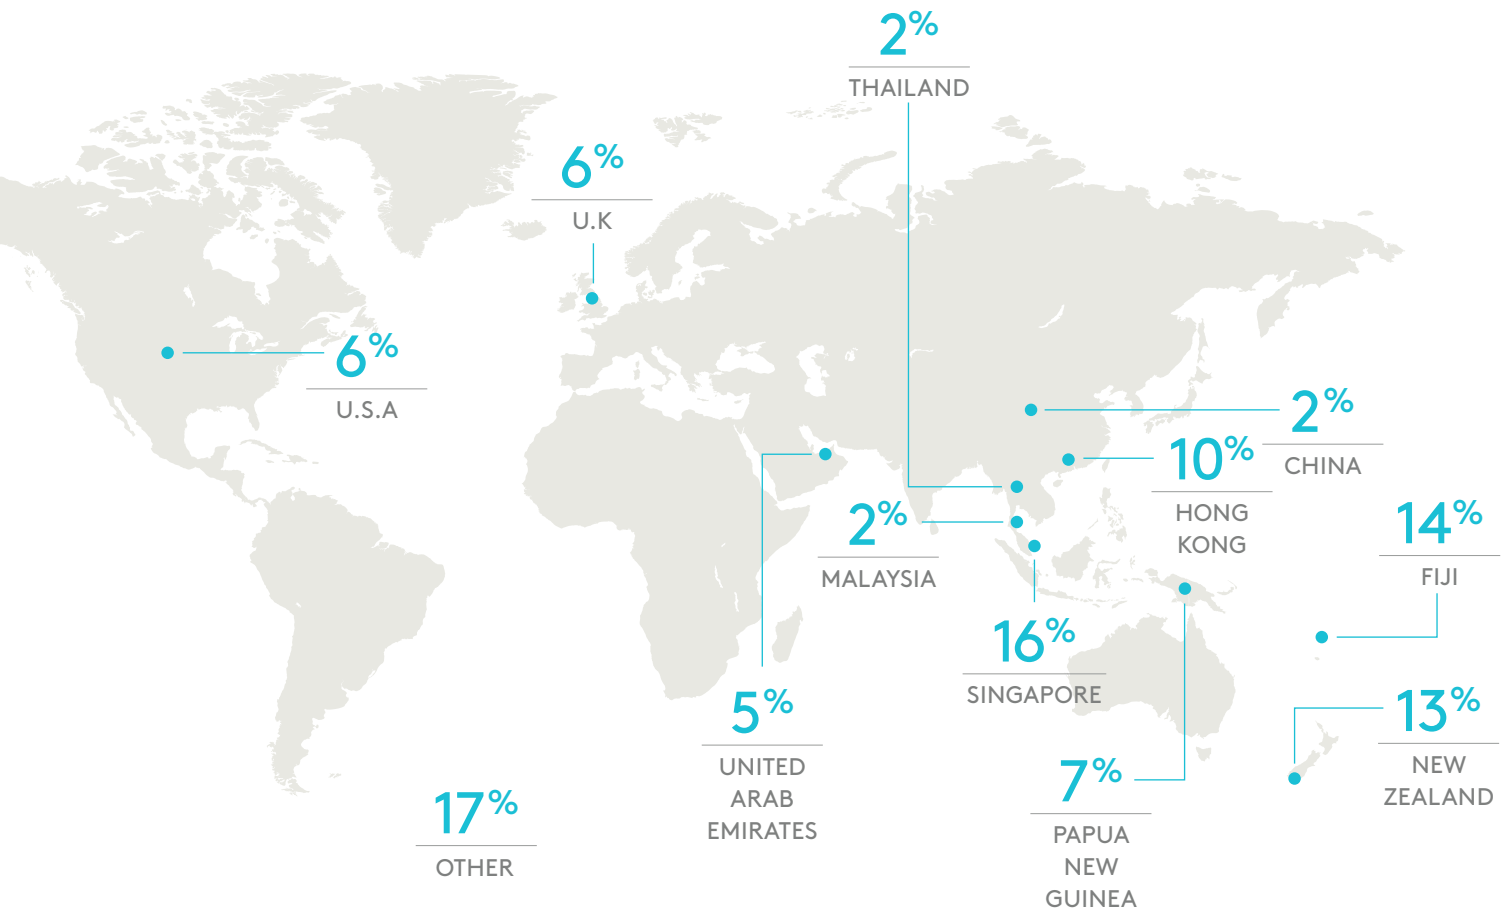 2%
THAILAND
6%
U.K
6%
U.S.A
2%
CHINA
10%
HONG
KONG
2%
MALAYSIA
14%
FIJI
16%
SINGAPORE
5%
UNITED
ARAB
EMIRATES
13%
NEW
ZEALAND
7%
PAPUA
NEW
GUINEA
17%
OTHER